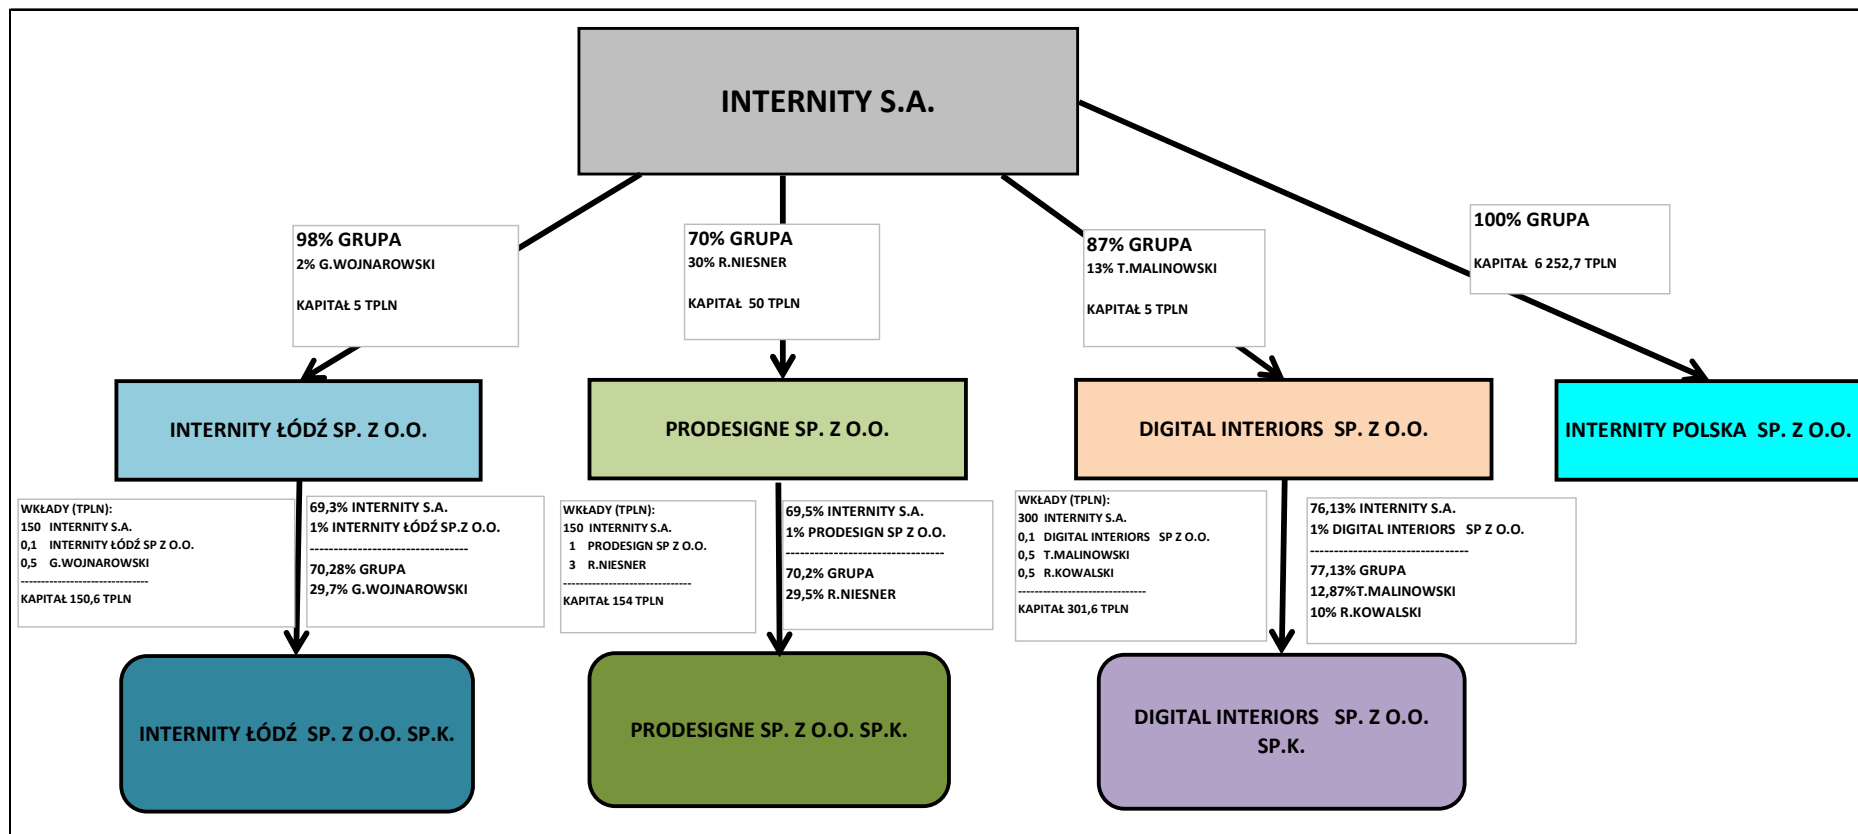 INTERNITY S.A.
98% GRUPA
2% G.WOJNAROWSKI
KAPITAŁ 5 TPLN
70% GRUPA
30% R.NIESNER
KAPITAŁ  50 TPLN
87% GRUPA
13% T.MALINOWSKI
KAPITAŁ 5 TPLN
100% GRUPA
KAPITAŁ  6 252,7 TPLN
INTERNITY ŁÓDŹ SP. Z O.O.
PRODESIGNE SP. Z O.O.
DIGITAL INTERIORS  SP. Z O.O.
INTERNITY POLSKA  SP. Z O.O.
WKŁADY (TPLN):
150  INTERNITY S.A.
0,1  INTERNITY ŁÓDŹ SP Z O.O.
0,5  G.WOJNAROWSKI
-------------------------------
KAPITAŁ 150,6 TPLN
69,3% INTERNITY S.A.
1% INTERNITY ŁÓDŹ SP.Z O.O.
----------------------------------
70,28% GRUPA
29,7% G.WOJNAROWSKI
WKŁADY (TPLN):
150  INTERNITY S.A.
1  PRODESIGN SP Z O.O.
3  R.NIESNER
-------------------------------
KAPITAŁ 154 TPLN
69,5% INTERNITY S.A.
1% PRODESIGN SP Z O.O.
----------------------------------
70,2% GRUPA
29,5% R.NIESNER
WKŁADY (TPLN):
300  INTERNITY S.A.
0,1  DIGITAL INTERIORS  SP Z O.O.
0,5  T.MALINOWSKI
0,5  R.KOWALSKI
-------------------------------
KAPITAŁ 301,6 TPLN
76,13% INTERNITY S.A.
1% DIGITAL INTERIORS  SP Z O.O.
----------------------------------
77,13% GRUPA
12,87%T.MALINOWSKI
10% R.KOWALSKI
INTERNITY ŁÓDŹ  SP. Z O.O. SP.K.
PRODESIGNE SP. Z O.O. SP.K.
DIGITAL INTERIORS  SP. Z O.O.
SP.K.